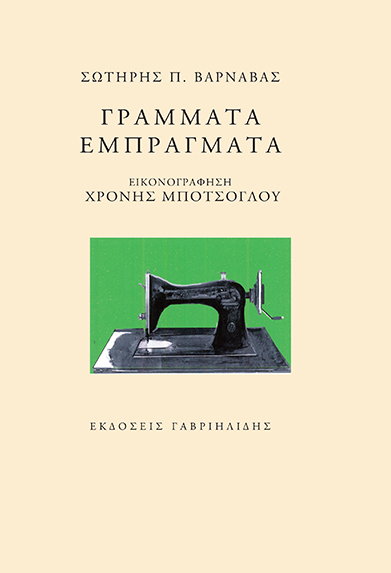 ΣΩΤΗΡΗΣ Π. ΒΑΡΝΑΒΑΣ
ΓΡΑΜΜΑΤΑ
ΕΜΠΡΑΓΜΑΤΑ
ΕΙΚΟΝΟΓΡΑΦΗΣΗ
ΧΡΟΝΗΣ ΜΠΟΤΣΟΓΛΟΥ
ΕΚΔΟΣΕΙΣ ΓΑΒΡΙΗΛΙΔΗΣ